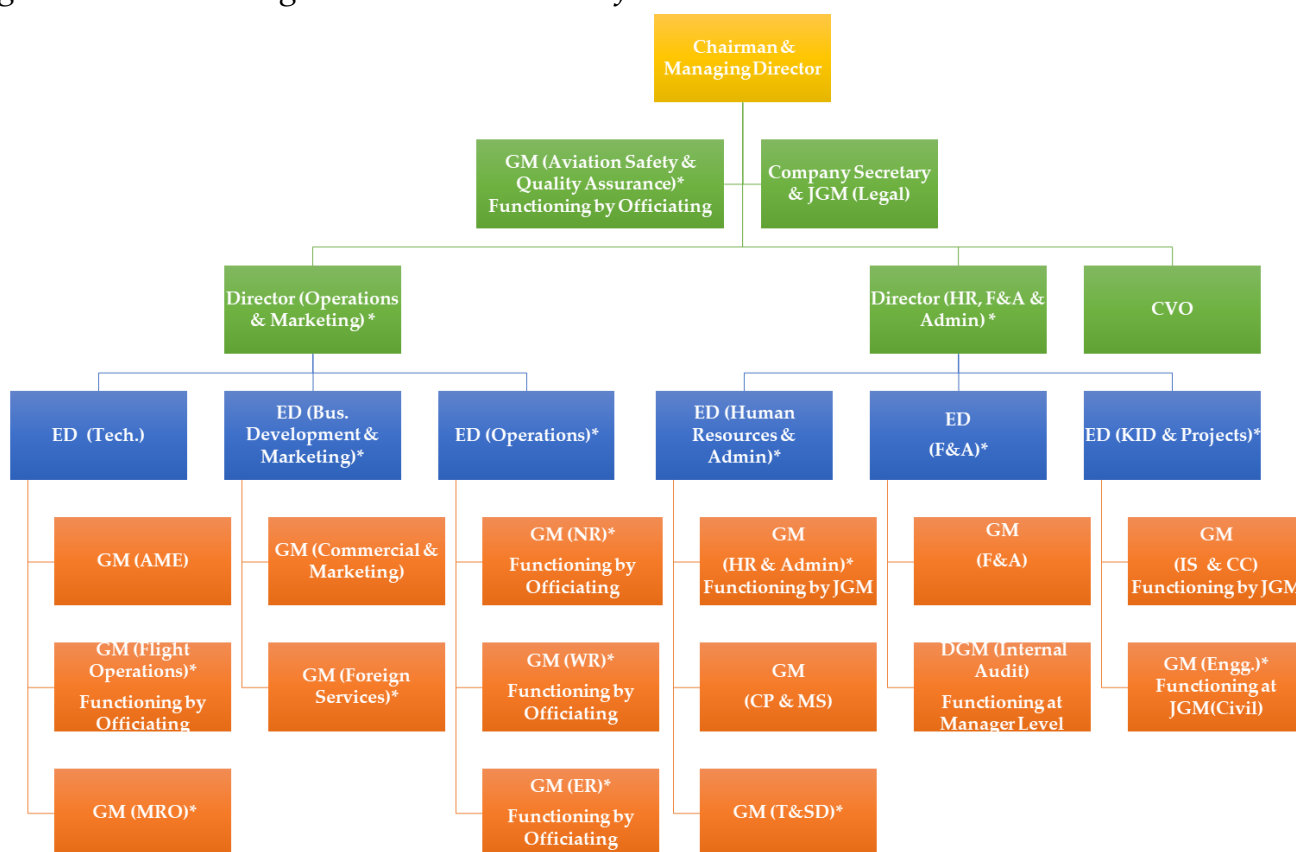 Chairman &
Managing Director
GM (Aviation Safety &
Quality Assurance)*
Functioning by Officiating
Company Secretary
& JGM (Legal)
Director (Operations
& Marketing) *
Director (HR, F&A &
Admin) *
CVO
ED (Tech.)
ED (Bus.
Development &
Marketing)*
ED (Operations)*
ED (Human
Resources &
Admin)*
ED
(F&A)*
ED (KID & Projects)*
GM (AME)
GM (Commercial &
Marketing)
GM (NR)*
Functioning by
Officiating
GM
(HR & Admin)*
Functioning by JGM
GM
(F&A)
GM
(IS & CC)
Functioning by JGM
GM (Flight
Operations)*
Functioning by
Officiating
GM (Foreign
Services)*
GM (WR)*
Functioning by
Officiating
GM
(CP & MS)
DGM (Internal
Audit)
Functioning at
Manager Level
GM (Engg.)*
Functioning at
JGM(Civil)
GM (MRO)*
GM (ER)*
Functioning by
Officiating
GM (T&SD)*